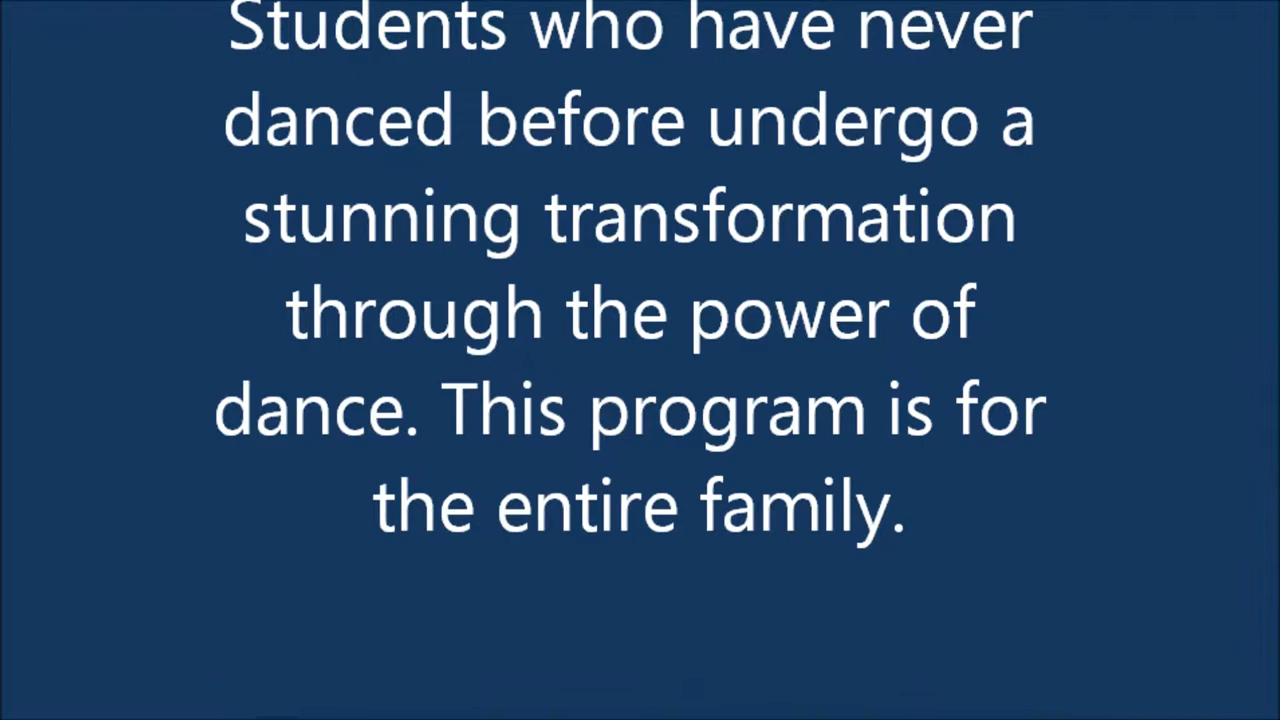 Students who have never
danced before undergo a
stunning transformation
through the power of
dance. This program is for
the entire family.